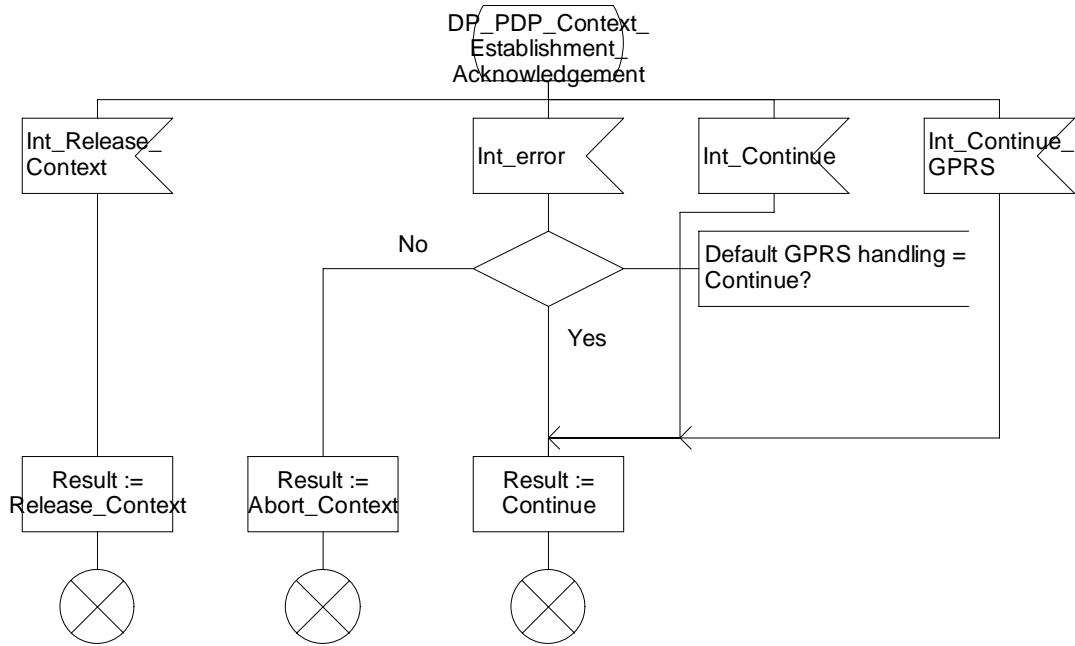 DP_PDP_Context_
Establishment_
Acknowledgement
Int_Release_
Context
Int_error
Int_Continue
Int_Continue_
GPRS
No
Default GPRS handling =
Continue?
Yes
Result :=
Release_Context
Result :=
Abort_Context
Result :=
Continue